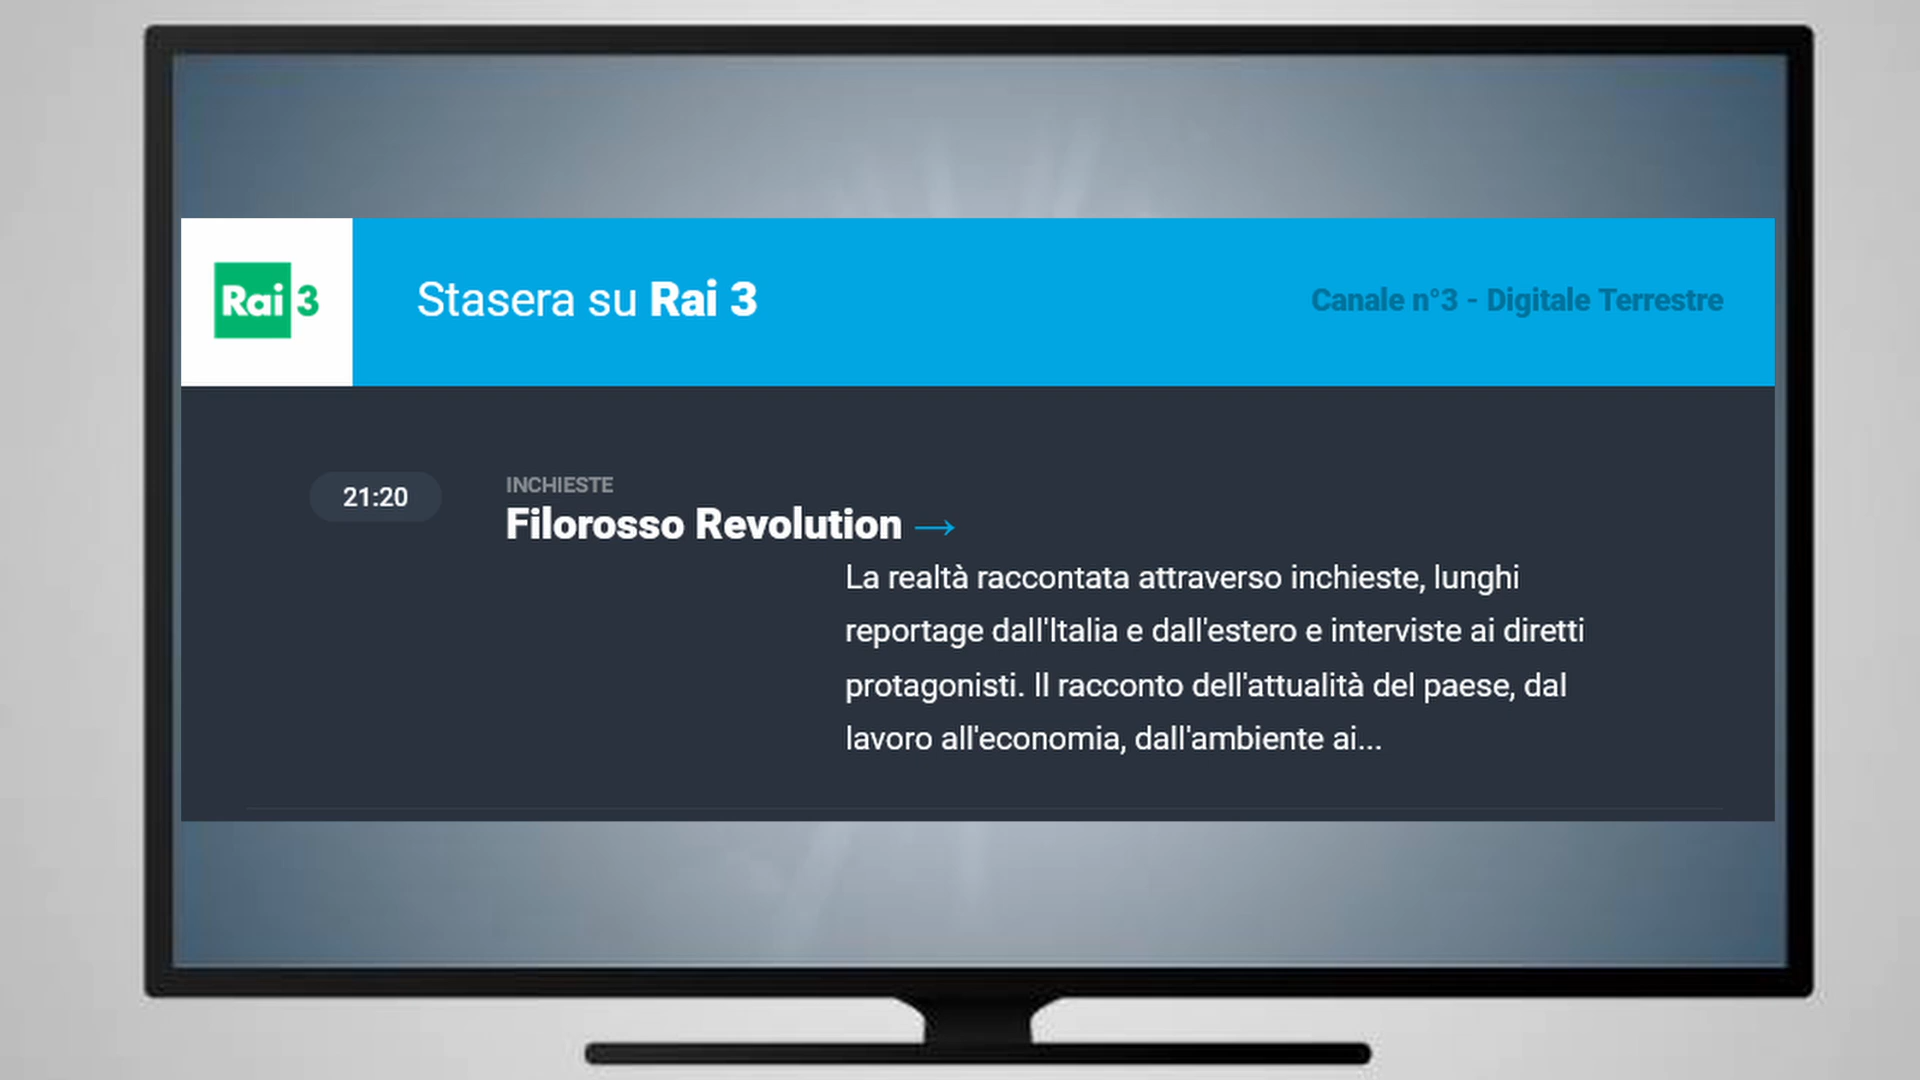 Rai 3
Stasera su Rai 3
Canale n°3 - Digitale Terrestre
21:20
INCHIESTE
Filorosso Revolution →
La realtà raccontata attraverso inchieste, lunghi
reportage dall'Italia e dall'estero e interviste ai diretti
protagonisti. Il racconto dell'attualità del paese, dal
lavoro all'economia, dall'ambiente ai...